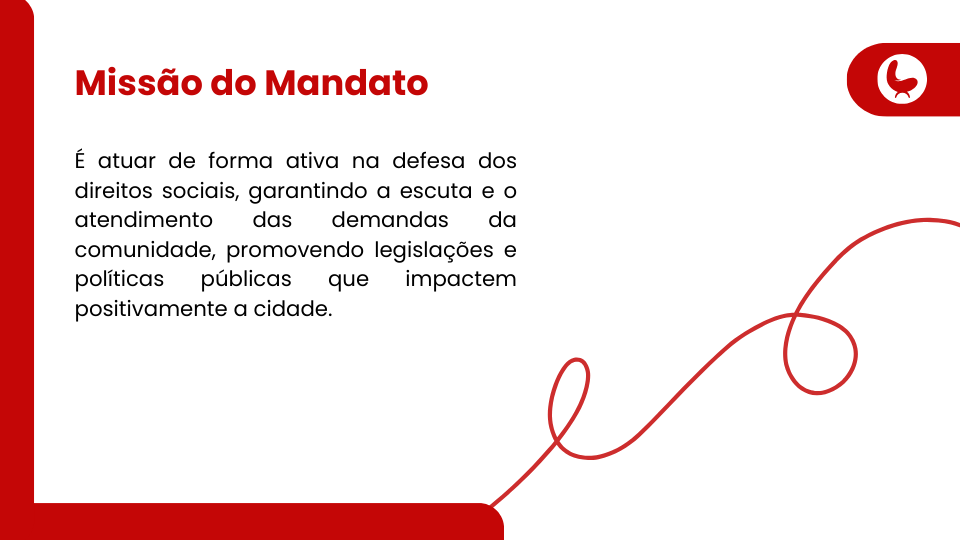 Missão do Mandato
É atuar de forma ativa na defesa dos
direitos sociais, garantindo a escuta e o
atendimento das demandas da
comunidade, promovendo legislações e
políticas públicas que impactem
positivamente a cidade.